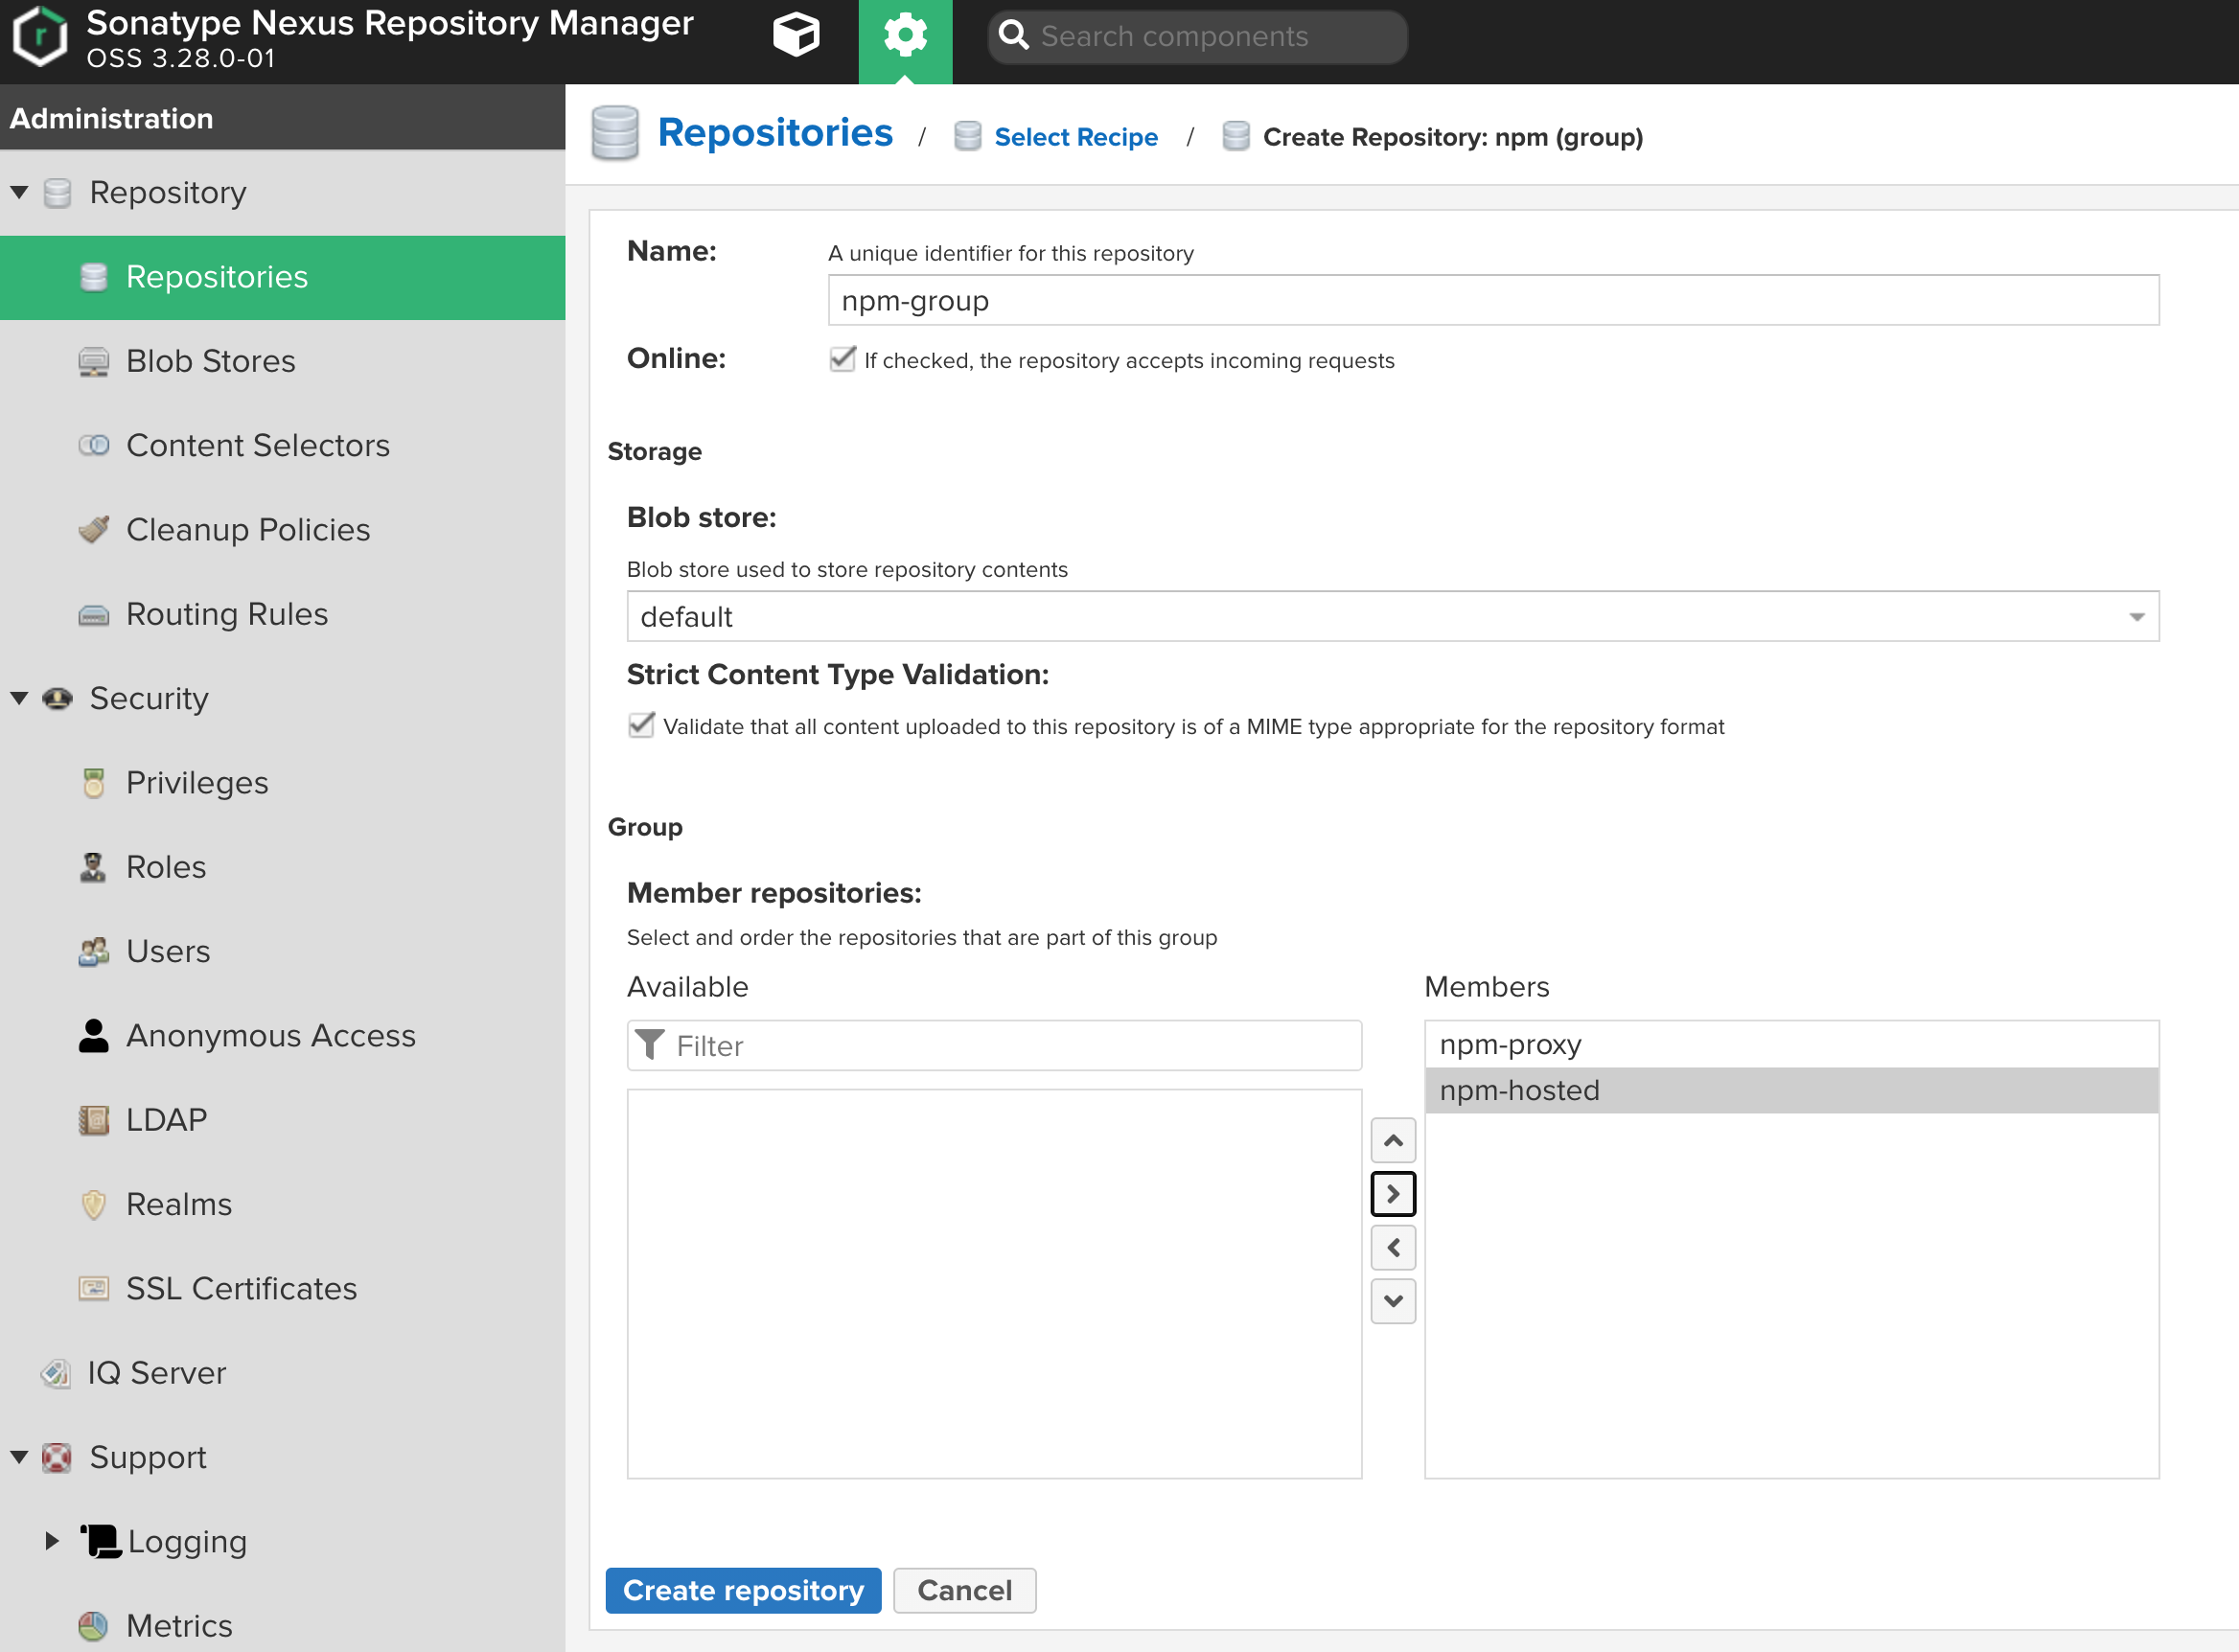 Sonatype Nexus Repository Manager
OSS 3.28.0-01
Search components
Administration
Repository
Repositories
Blob Stores
Content Selectors
Cleanup Policies
Routing Rules
Security
Privileges
Roles
Users
Anonymous Access
LDAP
Realms
SSL Certificates
IQ Server
Support
Logging
Metrics
Repositories / Select Recipe / Create Repository: npm (group)
Name: A unique identifier for this repository
npm-group
Online: If checked, the repository accepts incoming requests
Storage
Blob store:
Blob store used to store repository contents
default
Strict Content Type Validation:
Validate that all content uploaded to this repository is of a MIME type appropriate for the repository format
Group
Member repositories:
Select and order the repositories that are part of this group
Available
Filter
Members
npm-proxy
npm-hosted
Create repository
Cancel